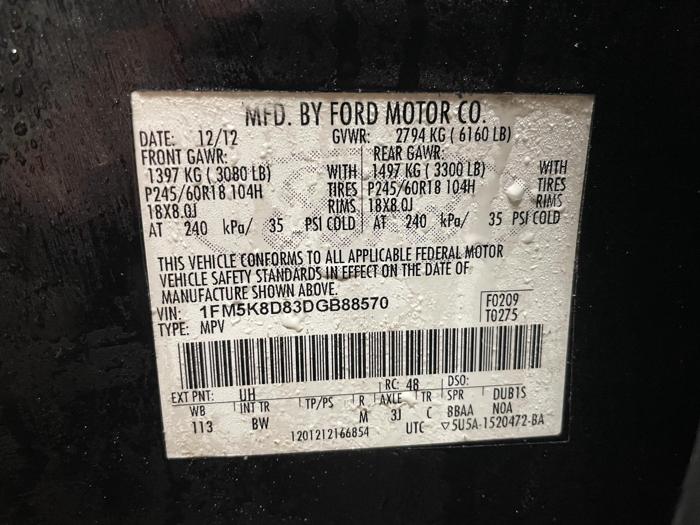 MFD. BY FORD MOTOR CO.
DATE: 12/12 GVWR: 2794 KG ( 6160 LB)
FRONT GAWR: REAR GAWR:
1397 KG ( 3080 LB) WITH 1497 KG ( 3300 LB) WITH
P245/60R18 104H TIRES P245/60R18 104H TIRES
18X8.0J RIMS 18X8.0J RIMS
AT 240 kPa/ 35 PSI COLD AT 240 kPa/ 35 PSI COLD
THIS VEHICLE CONFORMS TO ALL APPLICABLE FEDERAL MOTOR
VEHICLE SAFETY STANDARDS IN EFFECT ON THE DATE OF
MANUFACTURE SHOWN ABOVE.
VIN: 1FM5K8D83DGB88570 F0209
TYPE: MPV T0275
EXT PNT: UH RC: 48 DSO:
WB INT TR TP/PS R AXLE TR SPR DUB1S
113 BW M 3J C BBAA NOA
1201212166854 UTC ▽5U5A-1520472-BA